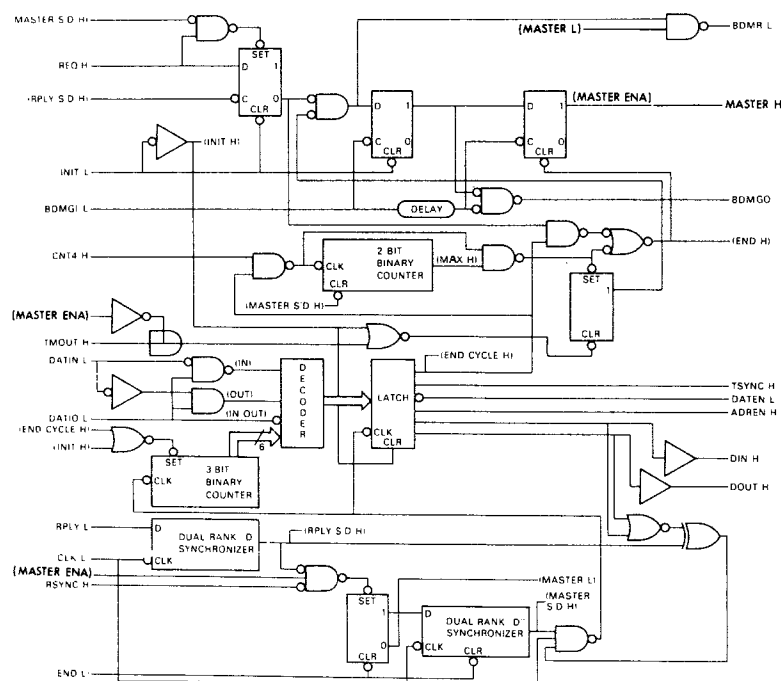 MASTER S D H)
(MASTER L)
BDMR L
SET
REQ H
D 1
(RPLY S D H)
C 0
CLR
D 1
C 0
CLR
D 1
C 0
CLR
(MASTER ENA)
MASTER H
(INIT H)
INIT L
BDMGI L
DELAY
BDMGO
CNT4 H
CLK
2 BIT
BINARY
COUNTER
CLR
(MAX H)
(END H)
SET
1
CLR
(MASTER S D H)
(MASTER ENA)
TMOUT H
(END CYCLE H)
DATIN L
(IN)
(OUT)
(IN OUT)
DECODER
LATCH
CLK
CLR
TSYNC H
DATEN L
ADREN H
DATIO L
(END CYCLE H)
(INIT H)
SET
CLK
3 BIT
BINARY
COUNTER
6
DIN H
DOUT H
RPLY L
D
DUAL RANK D
SYNCHRONIZER
CLK
(RPLY S D H)
CLK L
(MASTER ENA)
RSYNC H
SET
1
0
CLR
(MASTER L)
(MASTER
S D H)
D
DUAL RANK D
SYNCHRONIZER
CLK CLR
END L